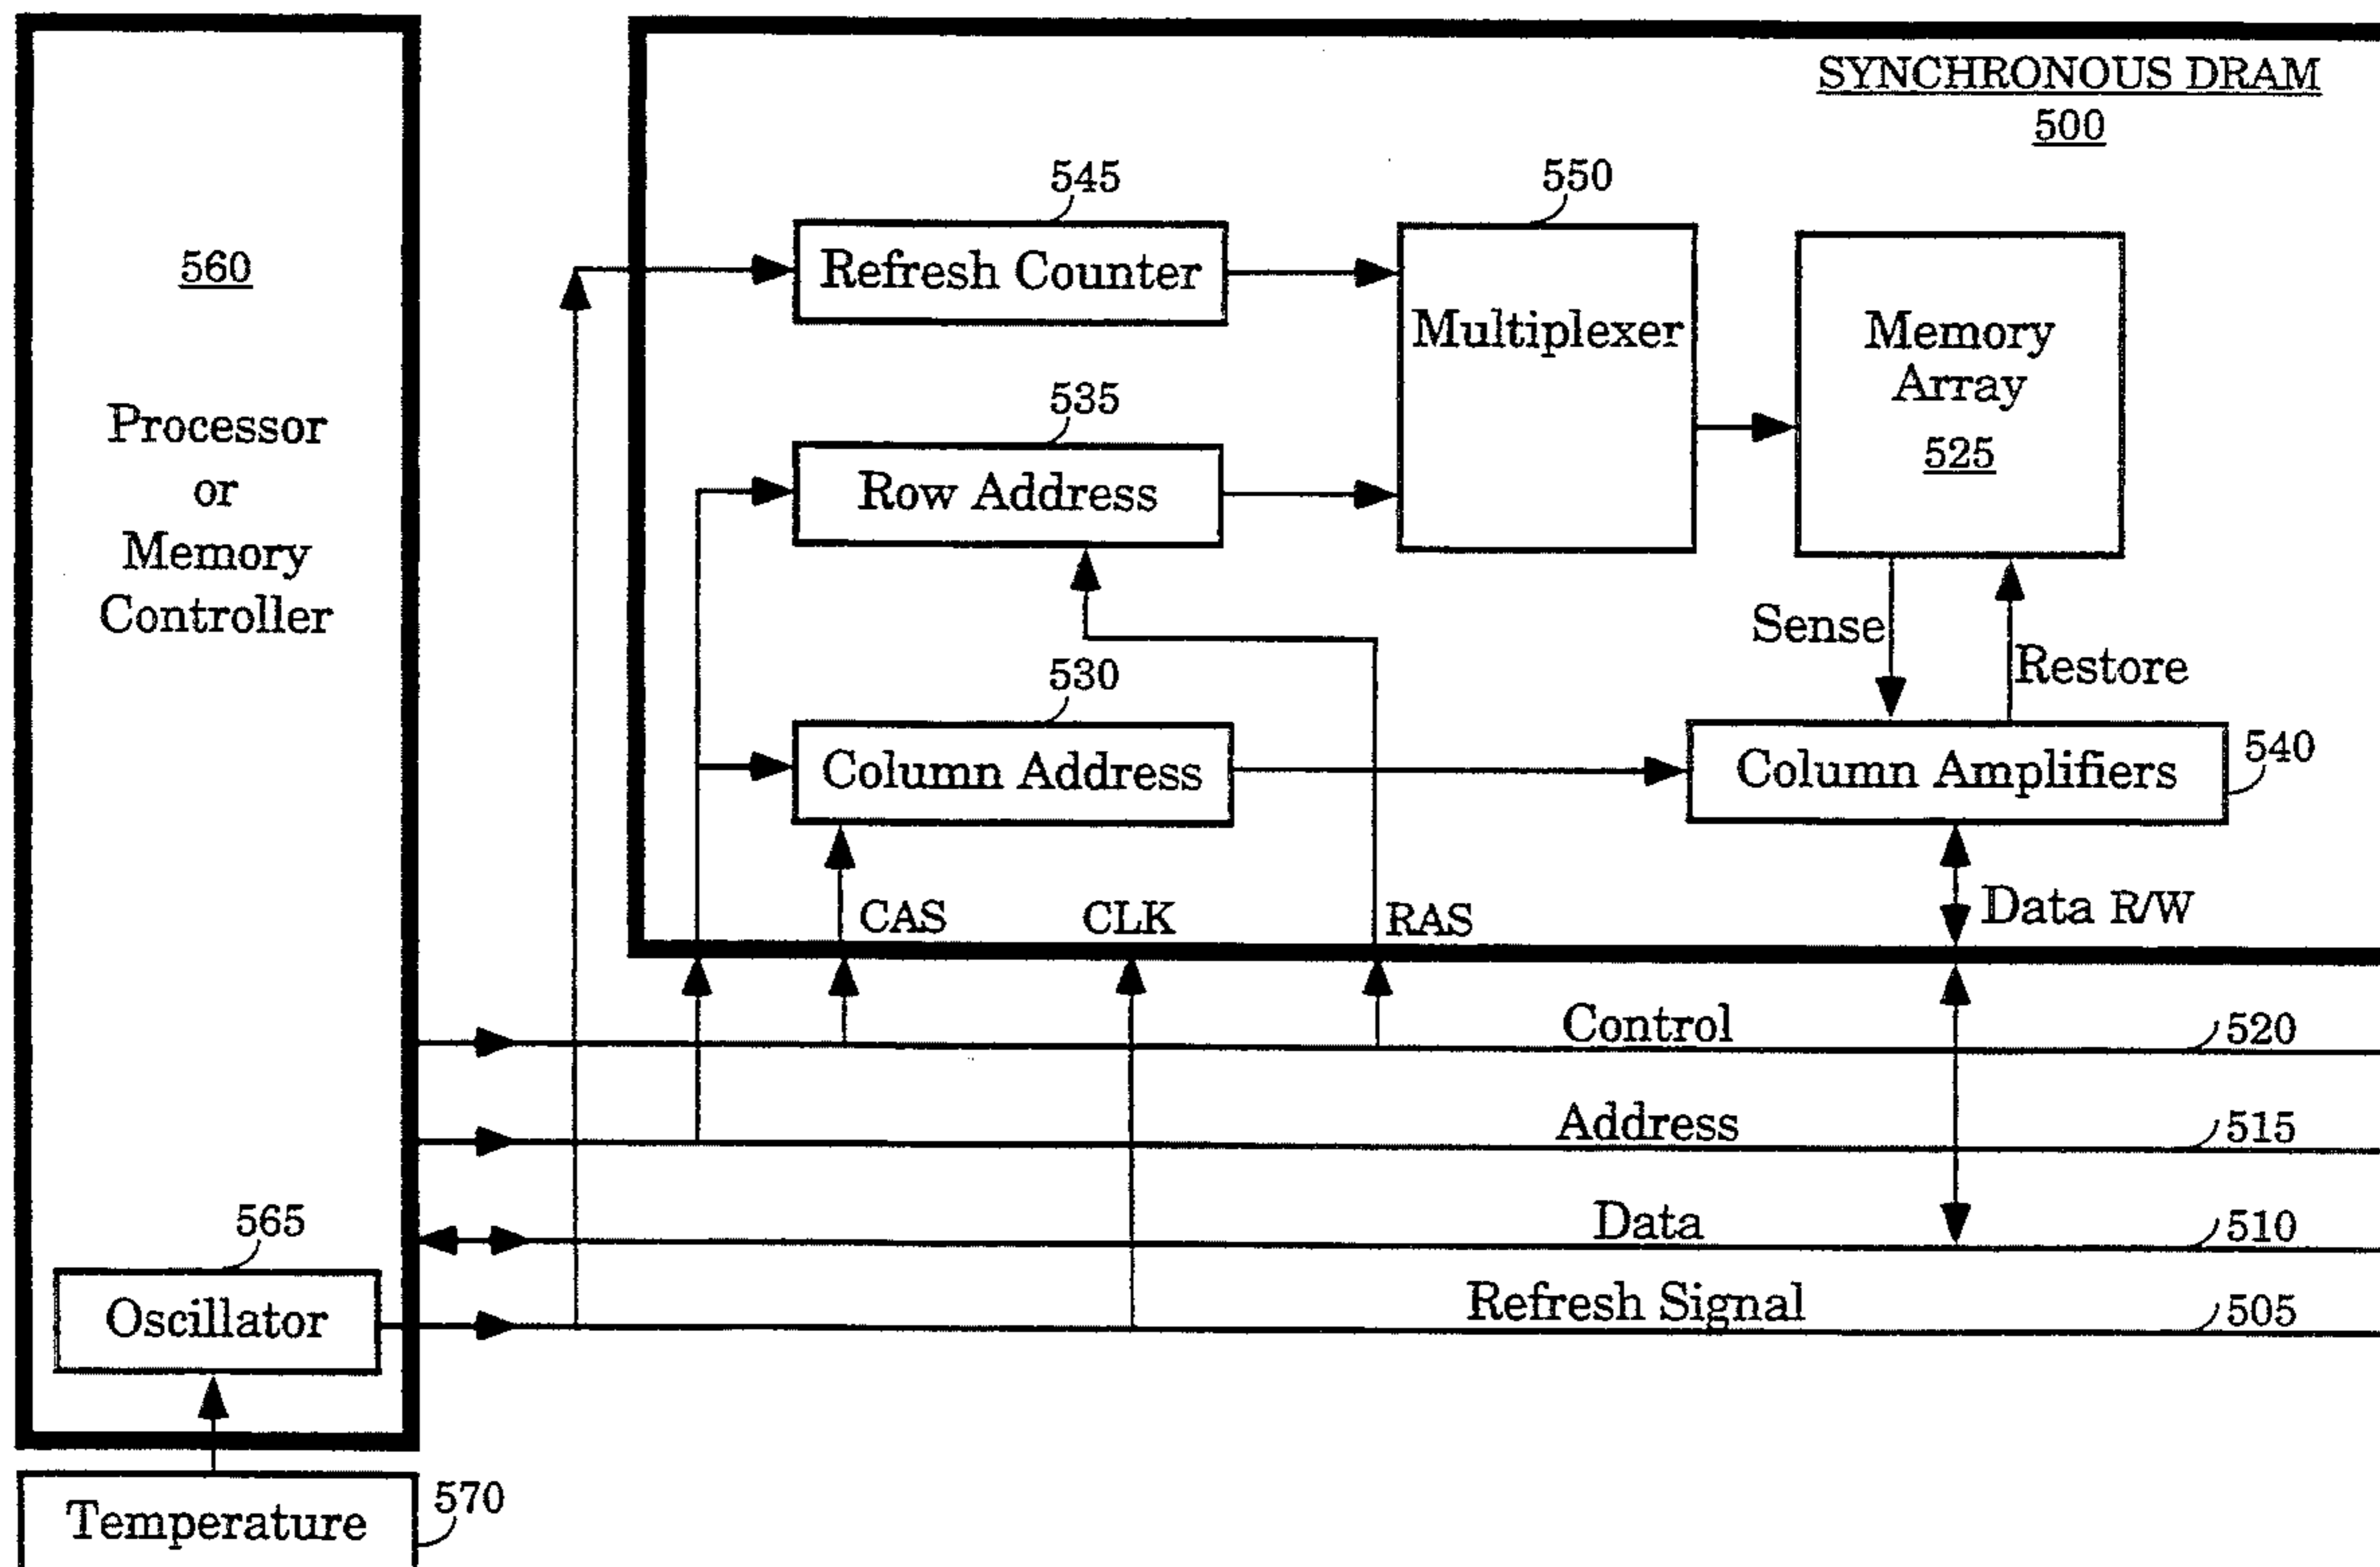 SYNCHRONOUS DRAM
500
545
550
560
Refresh Counter
Multiplexer
Memory
Array
525
Processor
or
Memory
Controller
535
Row Address
Sense
Restore
530
Column Address
Column Amplifiers
540
CAS
CLK
RAS
Data R/W
Control
520
Address
515
Data
510
565
Oscillator
Refresh Signal
505
Temperature
570